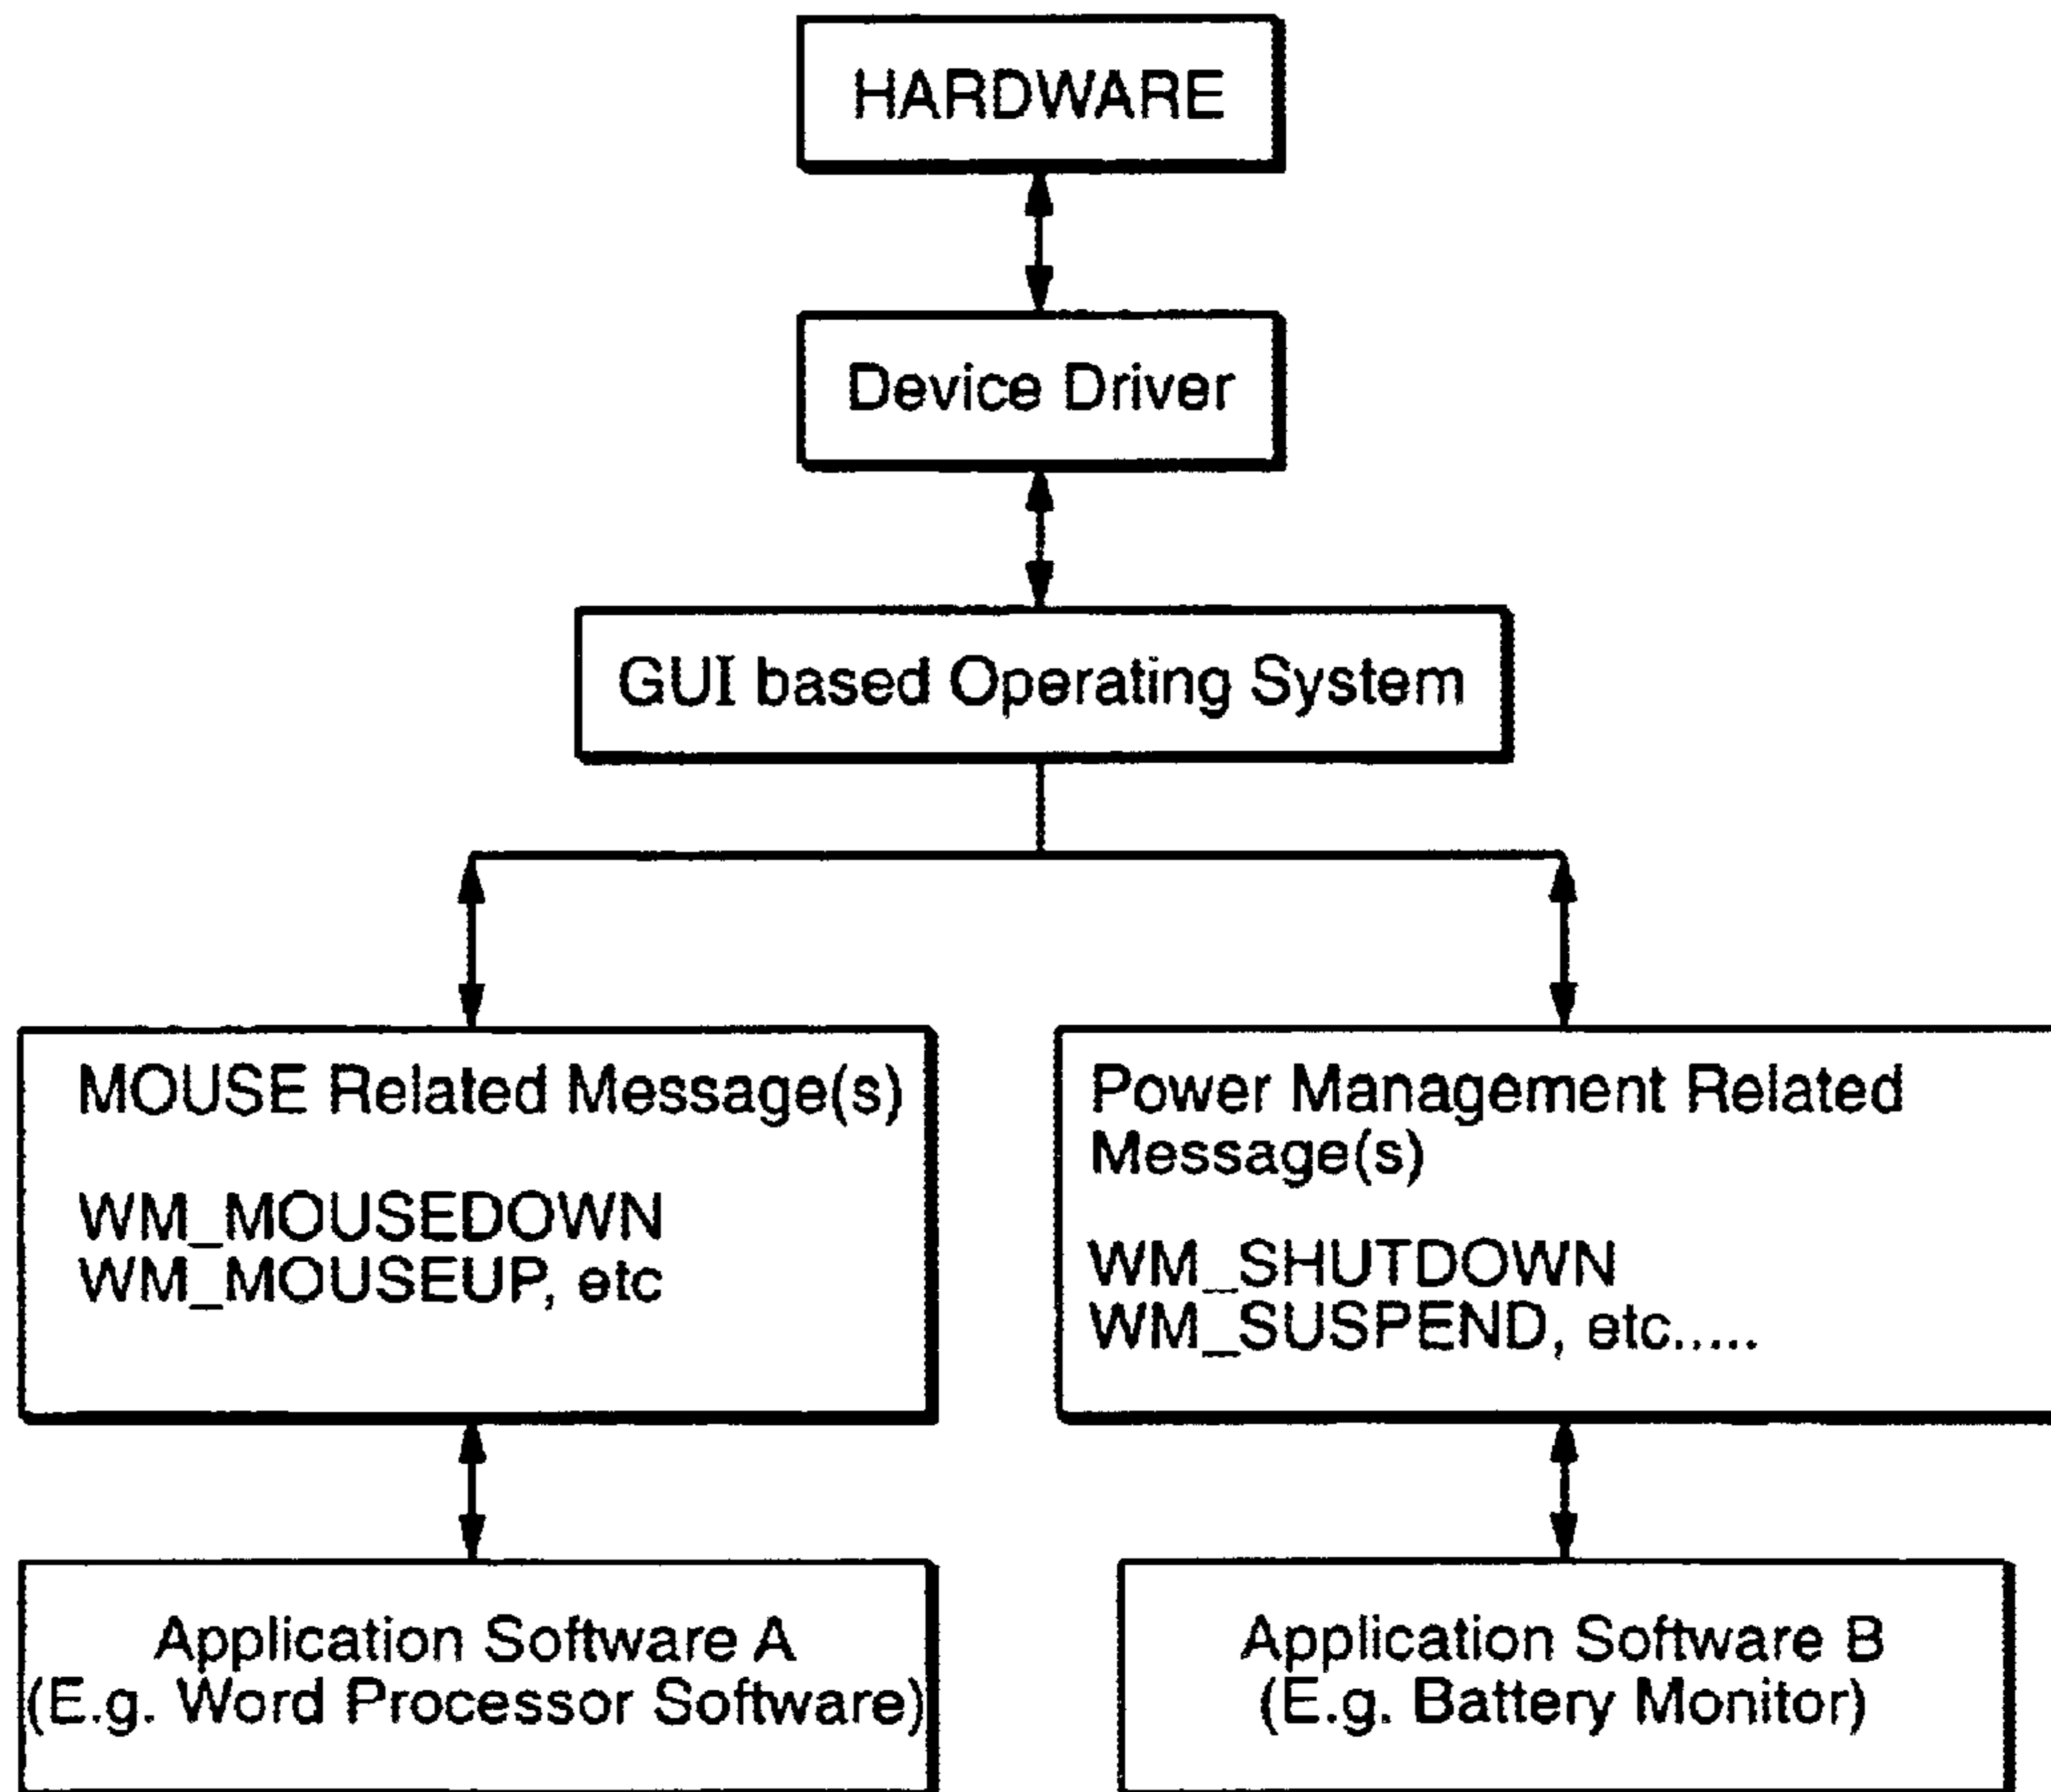 HARDWARE
Device Driver
GUI based Operating System
MOUSE Related Message(s)
WM_MOUSEDOWN
WM_MOUSEUP, etc
Power Management Related
Message(s)
WM_SHUTDOWN
WM_SUSPEND, etc.....
Application Software A
(E.g. Word Processor Software)
Application Software B
(E.g. Battery Monitor)